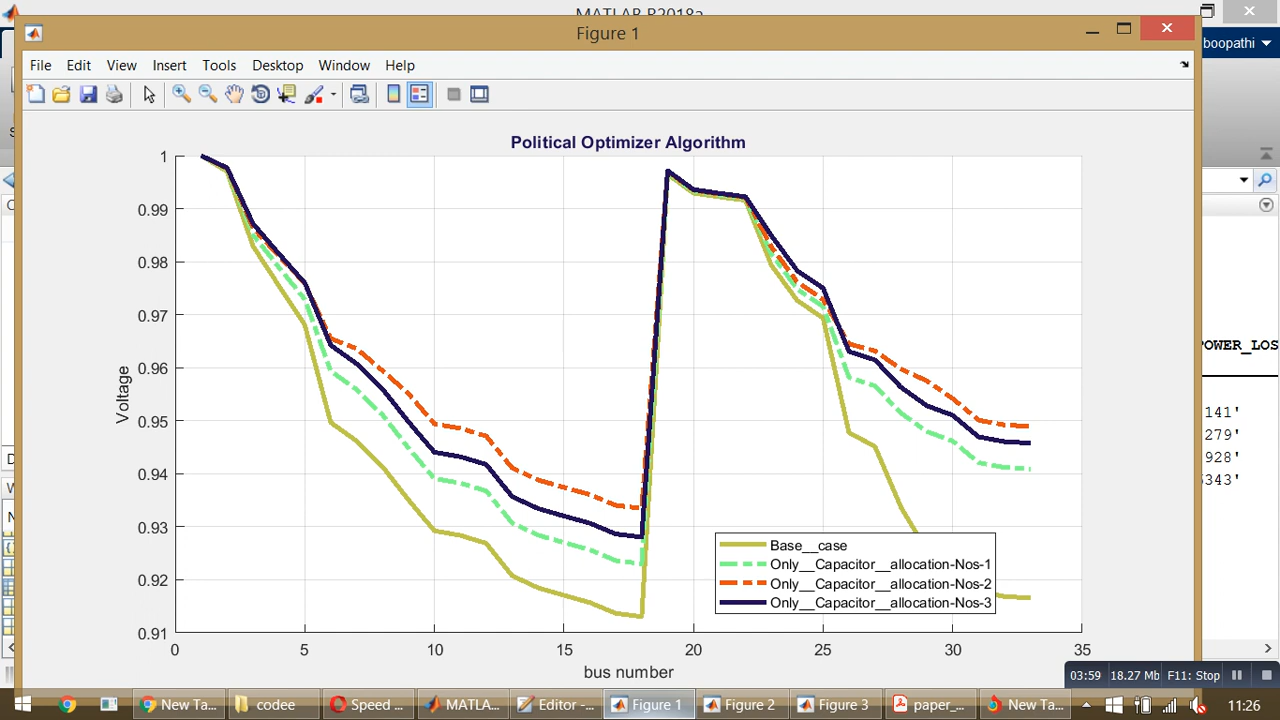 MATLAB R2018a
Figure 1
boopathi
File Edit View Insert Tools Desktop Window Help
Political Optimizer Algorithm
1
0.99
0.98
0.97
0.96
0.95
0.94
0.93
0.92
0.91
Voltage
0 5 10 15 20 25 30 35
bus number
Base__case
Only__Capacitor__allocation-Nos-1
Only__Capacitor__allocation-Nos-2
Only__Capacitor__allocation-Nos-3
POWER_LOS
141'
279'
928'
343'
03:59 18.27 Mb F11: Stop
New Ta... codee Speed ... MATLA... Editor -... Figure 1 Figure 2 Figure 3 paper_... New Ta... 11:26